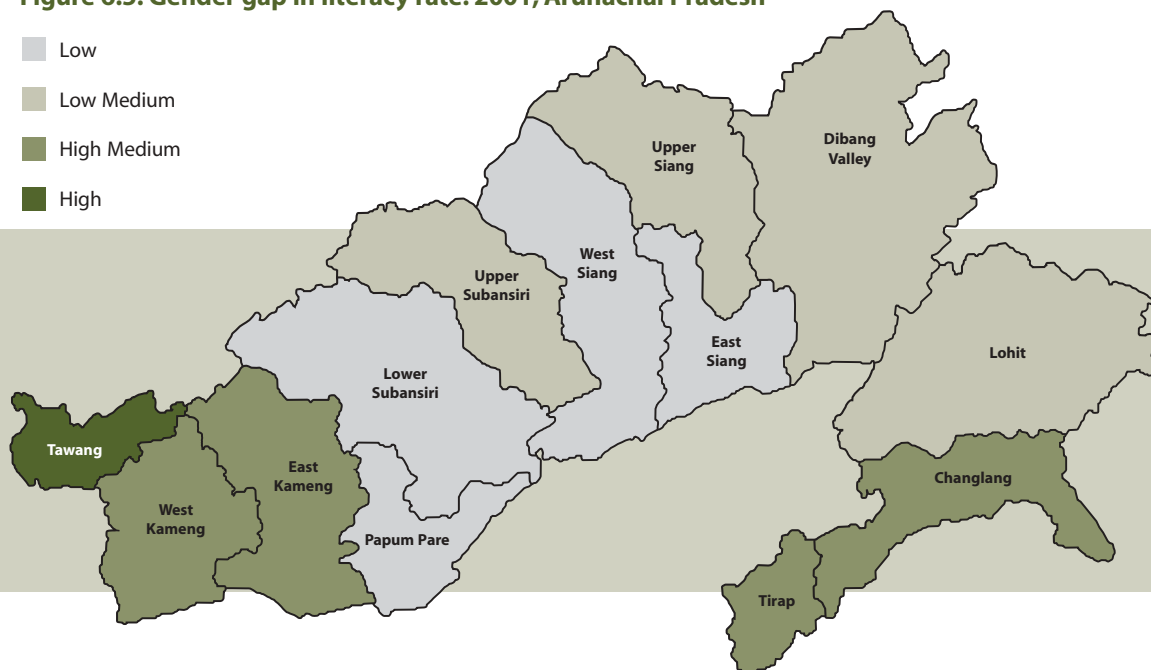 Figure 6.3: Gender gap in literacy rate: 2001, Arunachal Pradesh
Low
Low Medium
High Medium
High
Upper
Siang
Dibang
Valley
West
Siang
Upper
Subansiri
East
Siang
Lohit
Lower
Subansiri
Tawang
East
Kameng
West
Kameng
Changlang
Papum Pare
Tirap